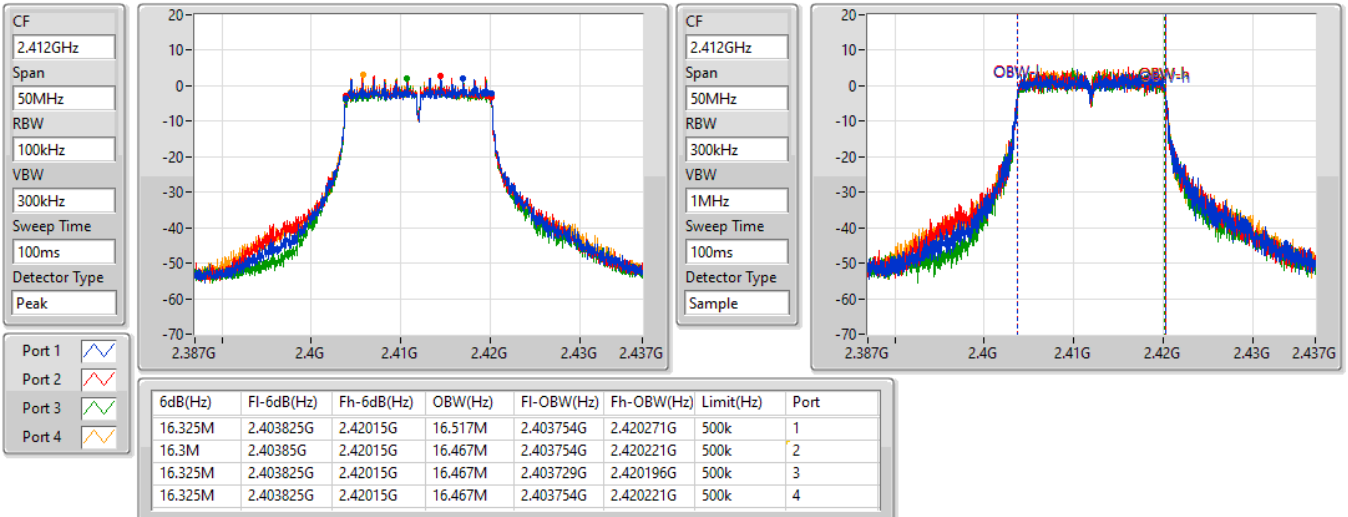 CF
2.412GHz
Span
50MHz
RBW
100kHz
VBW
300kHz
Sweep Time
100ms
Detector Type
Peak
20
10
0
-10
-20
-30
-40
-50
-60
-70
2.387G 2.4G 2.41G 2.42G 2.43G 2.437G
CF
2.412GHz
Span
50MHz
RBW
300kHz
VBW
1MHz
Sweep Time
100ms
Detector Type
Sample
20
10
0
-10
-20
-30
-40
-50
-60
-70
OBW-h
2.387G 2.4G 2.41G 2.42G 2.43G 2.437G
Port 1
Port 2
Port 3
Port 4
6dB(Hz) Fl-6dB(Hz) Fh-6dB(Hz) OBW(Hz) Fl-OBW(Hz) Fh-OBW(Hz) Limit(Hz) Port
16.325M 2.403825G 2.42015G 16.517M 2.403754G 2.420271G 500k 1
16.3M 2.40385G 2.42015G 16.467M 2.403754G 2.420221G 500k 2
16.325M 2.403825G 2.42015G 16.467M 2.403729G 2.420196G 500k 3
16.325M 2.403825G 2.42015G 16.467M 2.403754G 2.420221G 500k 4